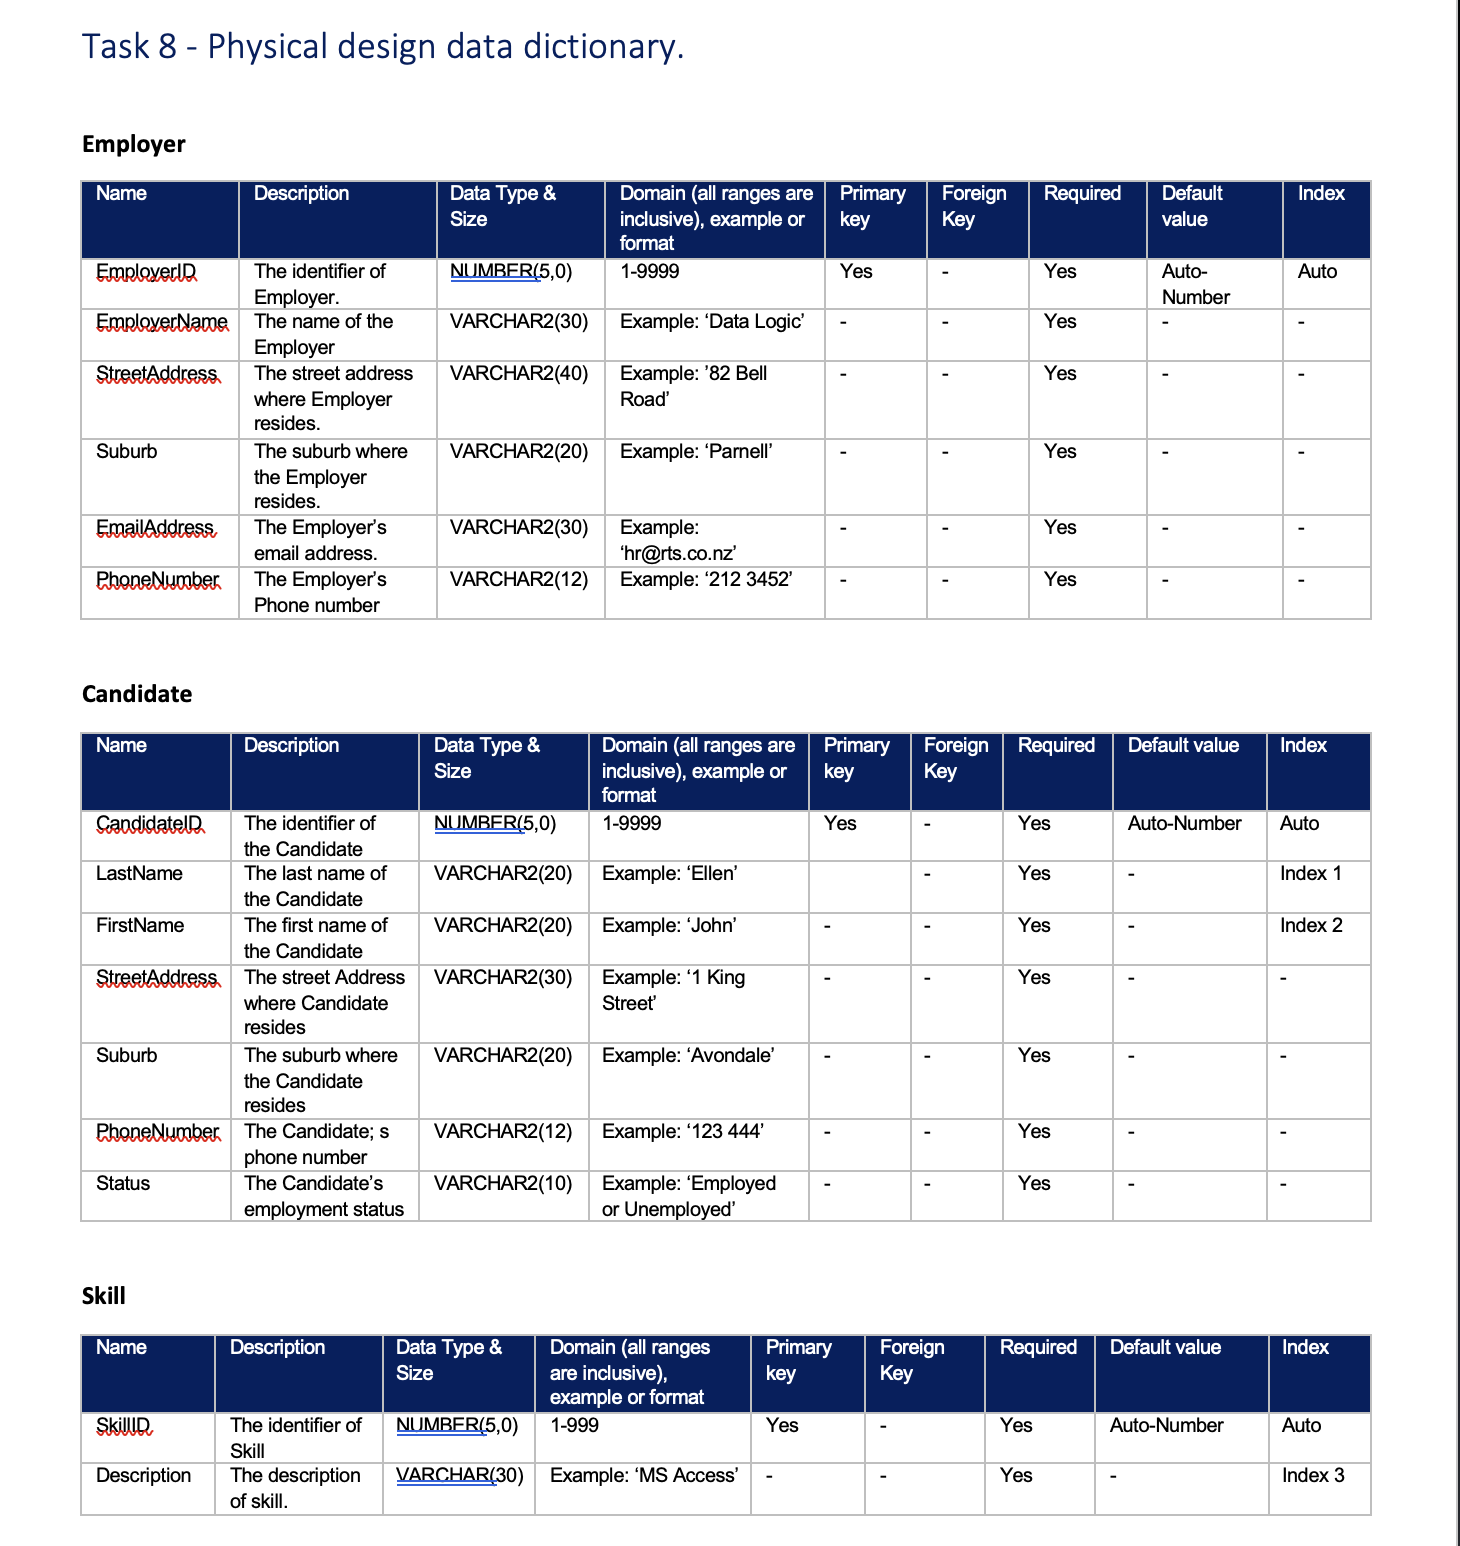 Task 8 - Physical design data dictionary.
Employer
Name Description Data Type & Size Domain (all ranges are inclusive), example or format Primary key Foreign Key Required Default value Index
EmployerID The identifier of Employer. NUMBER(5,0) 1-9999 Yes - Yes Auto-Number Auto
EmployerName The name of the Employer VARCHAR2(30) Example: ‘Data Logic’ - - Yes - -
StreetAddress The street address where Employer resides. VARCHAR2(40) Example: ’82 Bell Road’ - - Yes - -
Suburb The suburb where the Employer resides. VARCHAR2(20) Example: ‘Parnell’ - - Yes - -
EmailAddress The Employer’s email address. VARCHAR2(30) Example: ‘hr@rts.co.nz’ - - Yes - -
PhoneNumber The Employer’s Phone number VARCHAR2(12) Example: ‘212 3452’ - - Yes - -
Candidate
Name Description Data Type & Size Domain (all ranges are inclusive), example or format Primary key Foreign Key Required Default value Index
CandidateID The identifier of the Candidate NUMBER(5,0) 1-9999 Yes - Yes Auto-Number Auto
LastName The last name of the Candidate VARCHAR2(20) Example: ‘Ellen’ - Yes - Index 1
FirstName The first name of the Candidate VARCHAR2(20) Example: ‘John’ - - Yes - Index 2
StreetAddress The street Address where Candidate resides VARCHAR2(30) Example: ‘1 King Street’ - - Yes - -
Suburb The suburb where the Candidate resides VARCHAR2(20) Example: ‘Avondale’ - - Yes - -
PhoneNumber The Candidate; s phone number VARCHAR2(12) Example: ‘123 444’ - - Yes - -
Status The Candidate’s employment status VARCHAR2(10) Example: ‘Employed or Unemployed’ - - Yes - -
Skill
Name Description Data Type & Size Domain (all ranges are inclusive), example or format Primary key Foreign Key Required Default value Index
SkillID The identifier of Skill NUMBER(5,0) 1-999 Yes - Yes Auto-Number Auto
Description The description of skill. VARCHAR(30) Example: ‘MS Access’ - - Yes - Index 3